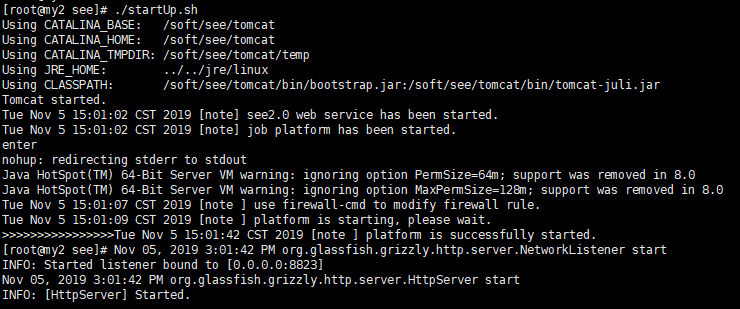 [root@my2 see]# ./startUp.sh
Using CATALINA_BASE:   /soft/see/tomcat
Using CATALINA_HOME:   /soft/see/tomcat
Using CATALINA_TMPDIR: /soft/see/tomcat/temp
Using JRE_HOME:        ../../jre/linux
Using CLASSPATH:       /soft/see/tomcat/bin/bootstrap.jar:/soft/see/tomcat/bin/tomcat-juli.jar
Tomcat started.
Tue Nov 5 15:01:02 CST 2019 [note] see2.0 web service has been started.
Tue Nov 5 15:01:02 CST 2019 [note] job platform has been started.
enter
nohup: redirecting stderr to stdout
Java HotSpot(TM) 64-Bit Server VM warning: ignoring option PermSize=64m; support was removed in 8.0
Java HotSpot(TM) 64-Bit Server VM warning: ignoring option MaxPermSize=128m; support was removed in 8.0
Tue Nov 5 15:01:07 CST 2019 [note ] use firewall-cmd to modify firewall rule.
Tue Nov 5 15:01:09 CST 2019 [note ] platform is starting, please wait.
>>>>>>>>>>>>>>>>Tue Nov 5 15:01:42 CST 2019 [note ] platform is successfully started.
[root@my2 see]# Nov 05, 2019 3:01:42 PM org.glassfish.grizzly.http.server.NetworkListener start
INFO: Started listener bound to [0.0.0.0:8823]
Nov 05, 2019 3:01:42 PM org.glassfish.grizzly.http.server.HttpServer start
INFO: [HttpServer] Started.